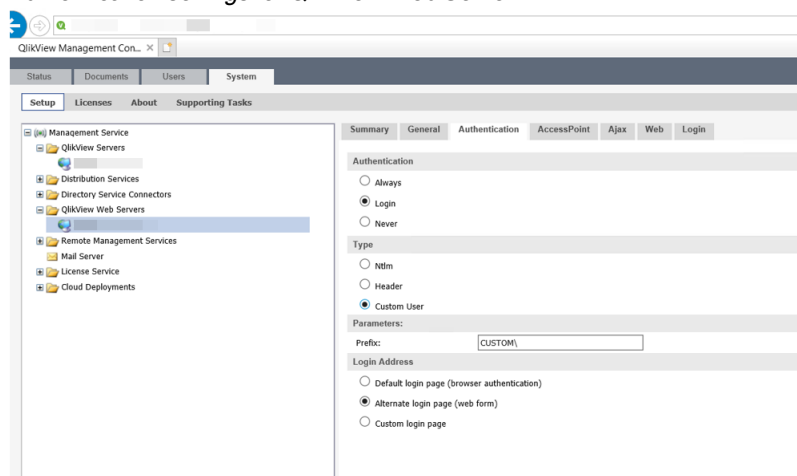 QlikView Management Con...
Status Documents Users System
Setup Licenses About Supporting Tasks
Management Service
QlikView Servers
Distribution Services
Directory Service Connectors
QlikView Web Servers
Remote Management Services
Mail Server
License Service
Cloud Deployments
Summary General Authentication AccessPoint Ajax Web Login
Authentication
Always
Login
Never
Type
Ntlm
Header
Custom User
Parameters:
Prefix: CUSTOM\
Login Address
Default login page (browser authentication)
Alternate login page (web form)
Custom login page